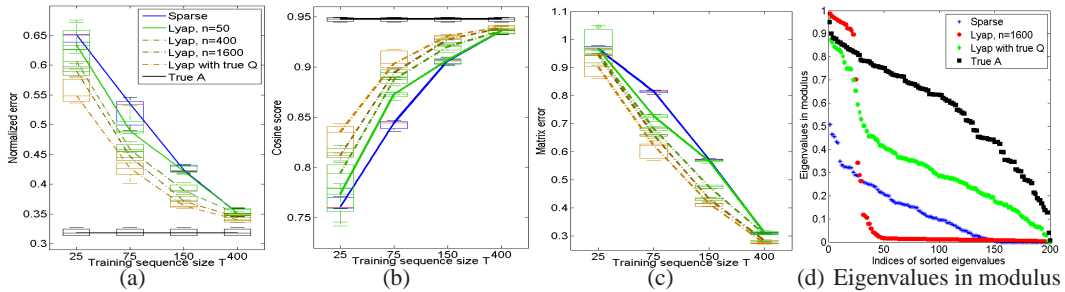 Normalized error
0.65
0.6
0.55
0.5
0.45
0.4
0.35
0.3
Sparse
Lyap, n=50
Lyap, n=400
Lyap, n=1600
Lyap with true Q
True A
25 75 150 400
Training sequence size T
(a)
Cosine score
0.95
0.9
0.85
0.8
0.75
25 75 150 400
Training sequence size T
(b)
Matrix error
1.1
1
0.9
0.8
0.7
0.6
0.5
0.4
0.3
25 75 150 400
Training sequence size T
(c)
Eigenvalues in modulus
1
0.9
0.8
0.7
0.6
0.5
0.4
0.3
0.2
0.1
0
Sparse
Lyap, n=1600
Lyap with true Q
True A
50 100 150 200
Indices of sorted eigenvalues
(d) Eigenvalues in modulus